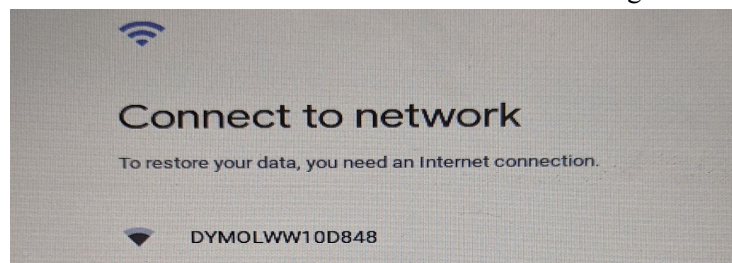 Connect to network
To restore your data, you need an Internet connection.
DYMOLWW10D848